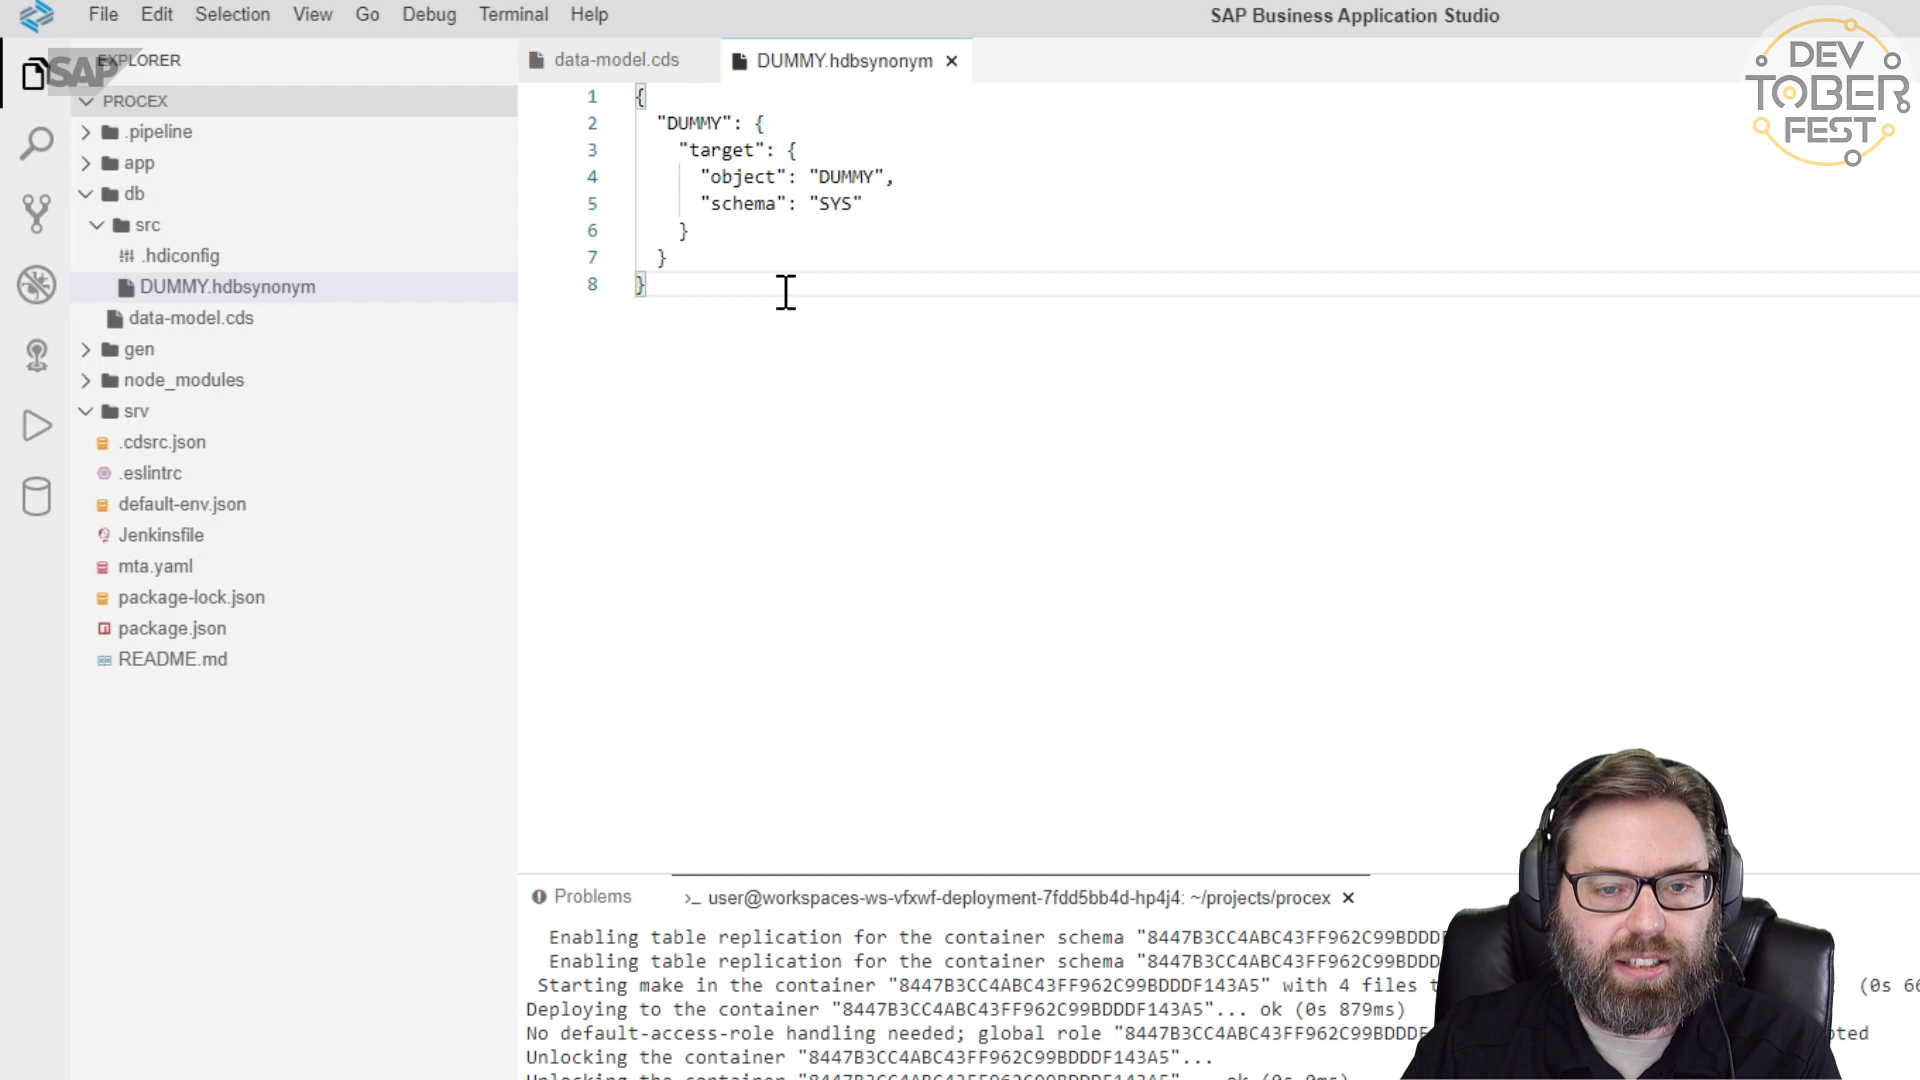 File Edit Selection View Go Debug Terminal Help
SAP Business Application Studio
DEV
TOBER
FEST
SAP
EXPLORER
PROCEX
.pipeline
app
db
src
.hdiconfig
DUMMY.hdbsynonym
data-model.cds
gen
node_modules
srv
.cdsrc.json
.eslintrc
default-env.json
Jenkinsfile
mta.yaml
package-lock.json
package.json
README.md
data-model.cds
DUMMY.hdbsynonym
1 {
2 "DUMMY": {
3 "target": {
4 "object": "DUMMY",
5 "schema": "SYS"
6 }
7 }
8 }
Problems
>_ user@workspaces-ws-vfxwf-deployment-7fdd5bb4d-hp4j4: ~/projects/procex
Enabling table replication for the container schema "8447B3CC4ABC43FF962C99BDDDF
Enabling table replication for the container schema "8447B3CC4ABC43FF962C99BDDDF
Starting make in the container "8447B3CC4ABC43FF962C99BDDDF143A5" with 4 files (0s 66
Deploying to the container "8447B3CC4ABC43FF962C99BDDDF143A5"... ok (0s 879ms)
No default-access-role handling needed; global role "8447B3CC4ABC43FF962C99BDDDF
Unlocking the container "8447B3CC4ABC43FF962C99BDDDF143A5"...